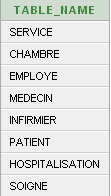 TABLE_NAME
SERVICE
CHAMBRE
EMPLOYE
MEDECIN
INFIRMIER
PATIENT
HOSPITALISATION
SOIGNE